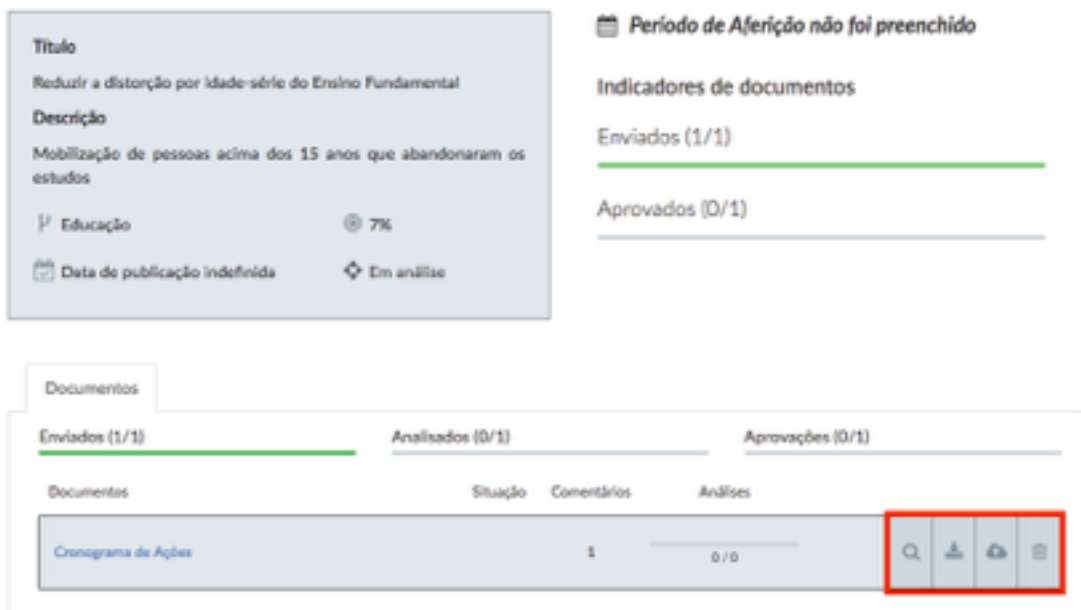 Título
Reduzir a distorção por idade-série do Ensino Fundamental
Descrição
Mobilização de pessoas acima dos 15 anos que abandonaram os
estudos
Educação 7%
Data de publicação indefinida Em análise
Período de Aferição não foi preenchido
Indicadores de documentos
Enviados (1/1)
Aprovados (0/1)
Documentos
Enviados (1/1) Analisados (0/1) Aprovações (0/1)
Documentos Situação Comentários Análises
Cronograma de Ações 1 0 / 0